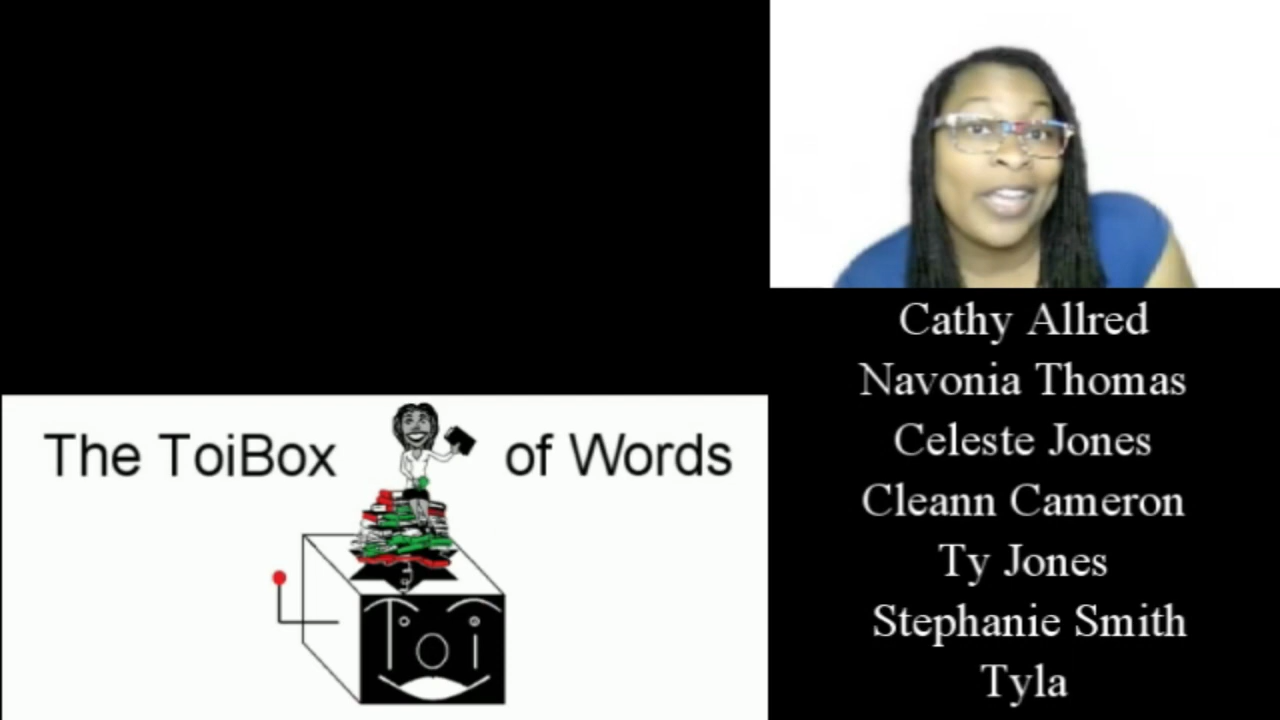 The ToiBox of Words
Toi
Cathy Allred
Navonia Thomas
Celeste Jones
Cleann Cameron
Ty Jones
Stephanie Smith
Tyla